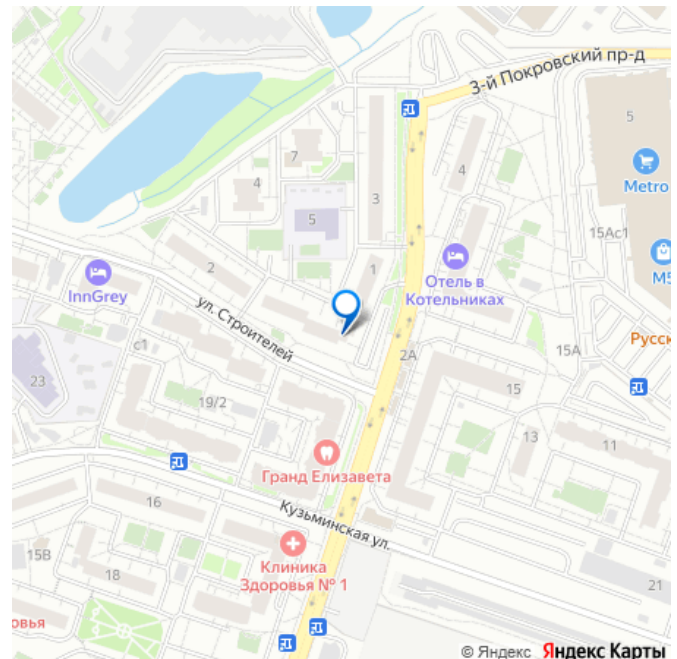 3-й Покровский пр-д
5
Metro
7
4
4
3
5
15Ас1
М5
2
1
Отель в
Котельниках
InnGrey
ул. Строителей
Русск
с1
2А
15А
23
19/2
15
13
11
Гранд Елизавета
16
Кузьминская ул.
15В
Клиника
Здоровья № 1
18
21
овья
© Яндекс Яндекс Карты